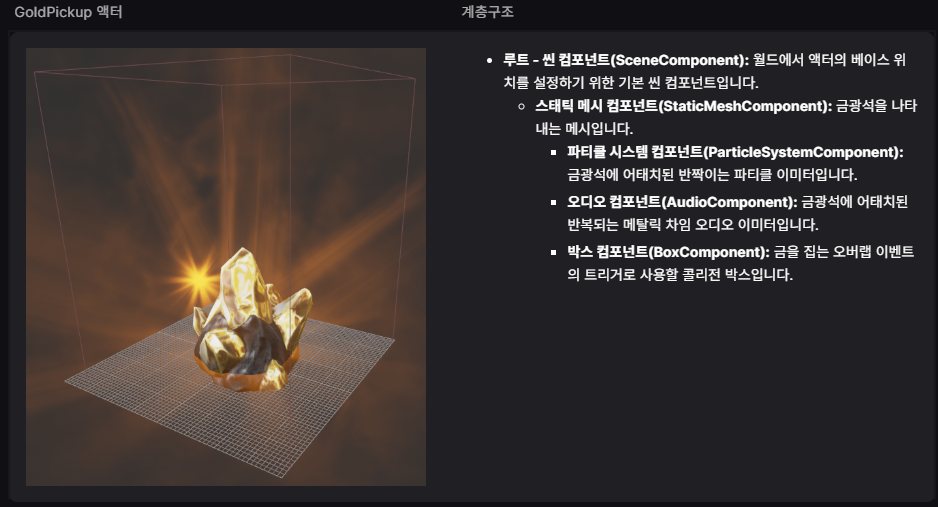 GoldPickup 액터
계층구조
루트 - 씬 컴포넌트(SceneComponent): 월드에서 액터의 베이스 위
치를 설정하기 위한 기본 씬 컴포넌트입니다.
스태틱 메시 컴포넌트(StaticMeshComponent): 금광석을 나타
내는 메시입니다.
파티클 시스템 컴포넌트(ParticleSystemComponent):
금광석에 어태치된 반짝이는 파티클 이미터입니다.
오디오 컴포넌트(AudioComponent): 금광석에 어태치된
반복되는 메탈릭 차임 오디오 이미터입니다.
박스 컴포넌트(BoxComponent): 금을 집는 오버랩 이벤트
의 트리거로 사용할 콜리전 박스입니다.